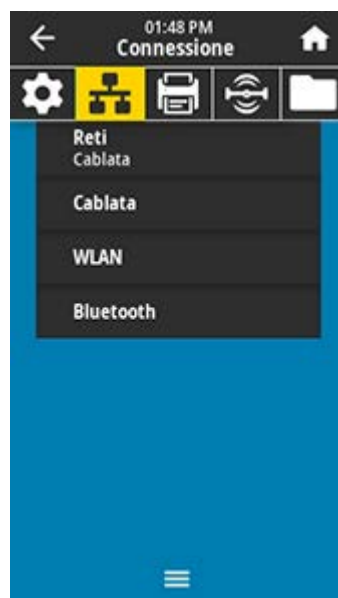 01:48 PM
Connessione
Reti
Cablata
Cablata
WLAN
Bluetooth